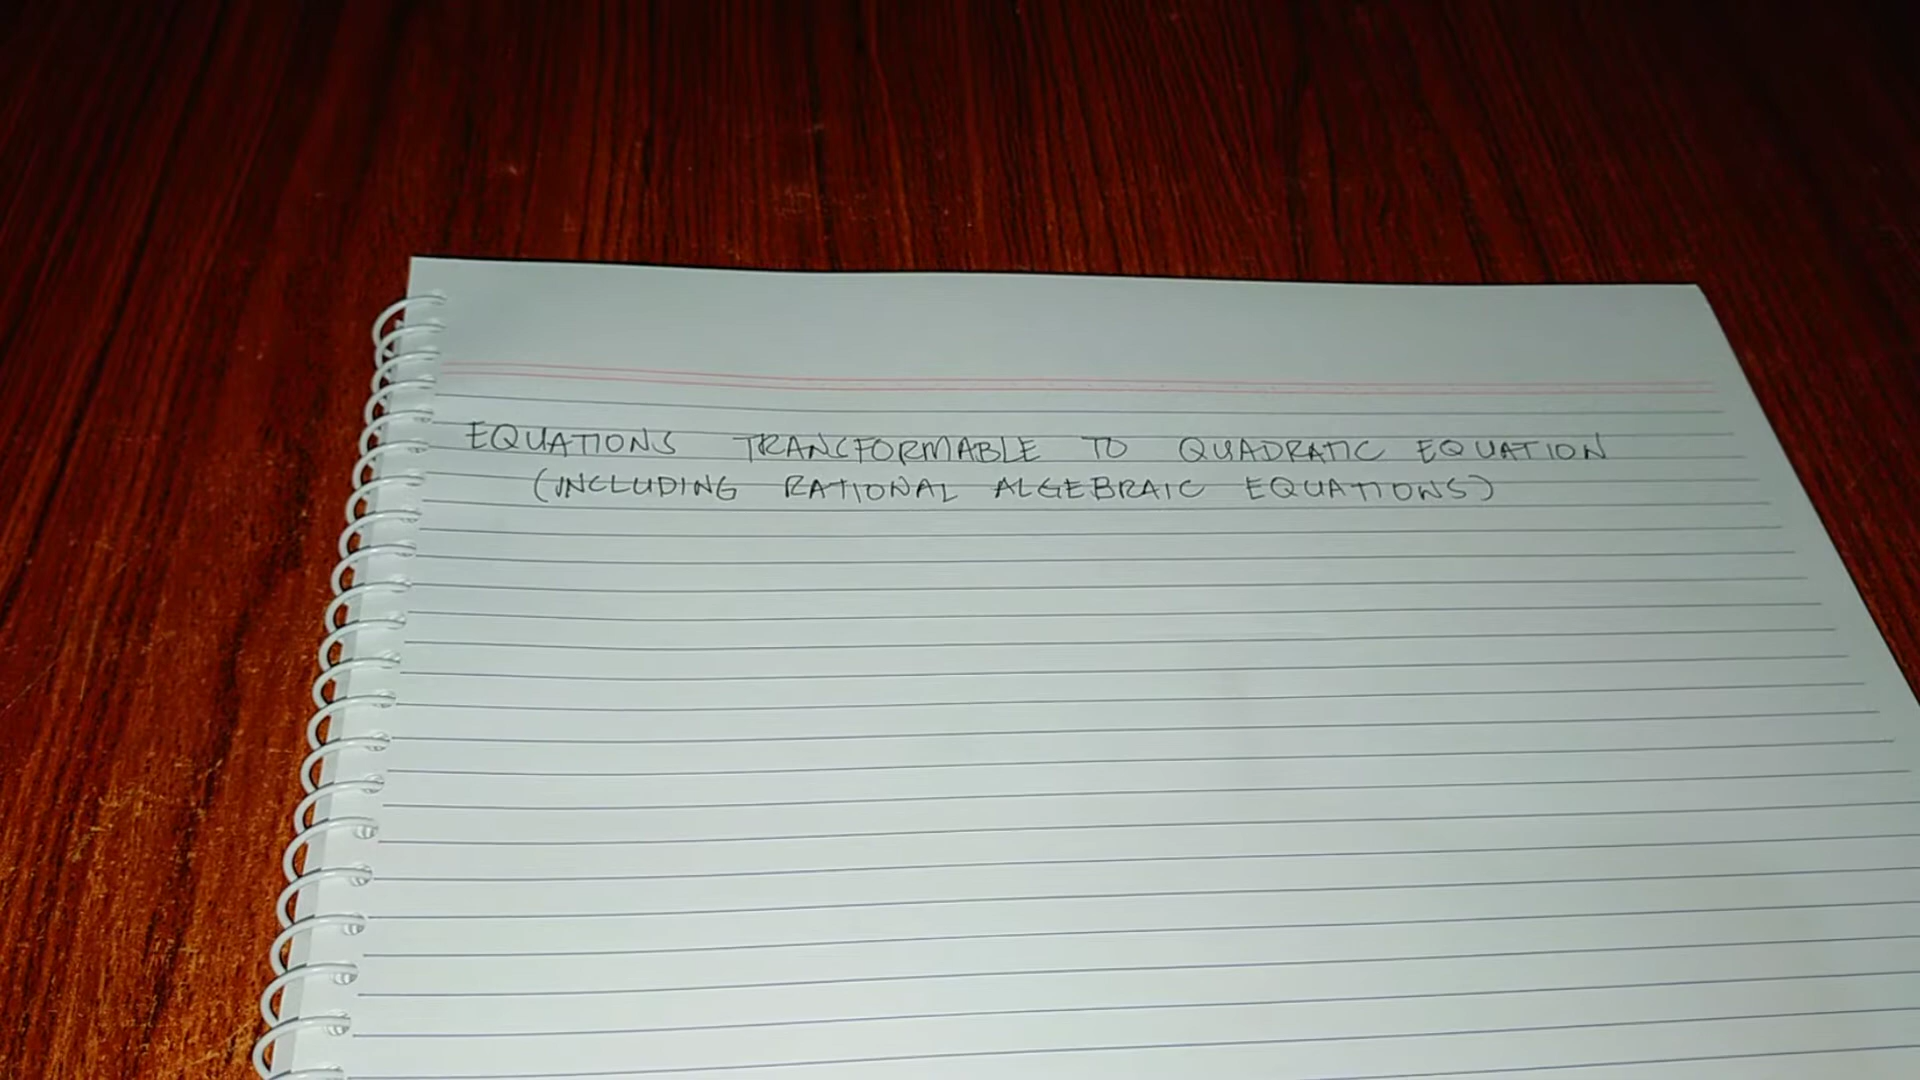 EQUATIONS TRANSFORMABLE TO QUADRATIC EQUATION
(INCLUDING RATIONAL ALGEBRAIC EQUATIONS)